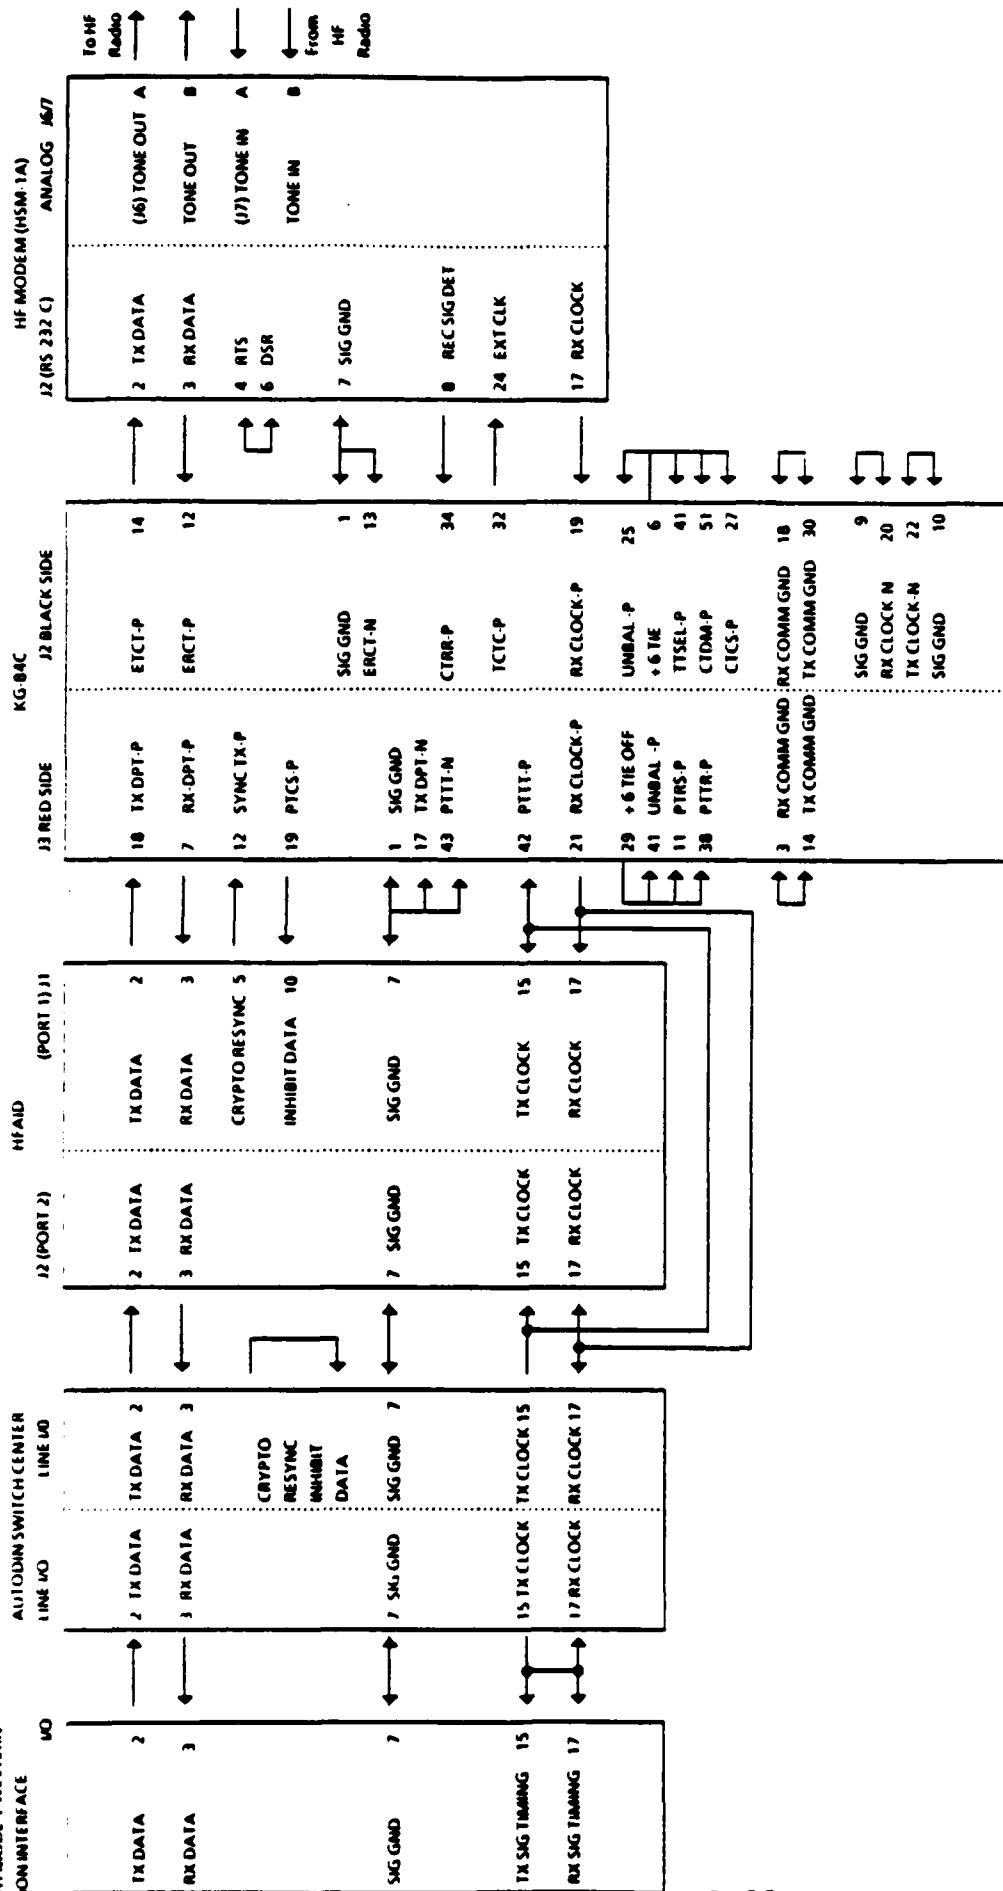 INTERFACE
I/O
TX DATA 2
RX DATA 3
SIG GND 7
TX SIG TIMING 15
RX SIG TIMING 17
AUTODIN SWITCH CENTER
LINE I/O LINE I/O
2 TX DATA TX DATA 2
3 RX DATA RX DATA 3
CRYPTO
RESYNC
INHIBIT
DATA
7 SIG GND SIG GND 7
15 TX CLOCK TX CLOCK 15
17 RX CLOCK RX CLOCK 17
HFAID
J2 (PORT 2) (PORT 1) J1
2 TX DATA TX DATA 2
3 RX DATA RX DATA 3
CRYPTO RESYNC 5
INHIBIT DATA 10
7 SIG GND SIG GND 7
15 TX CLOCK TX CLOCK 15
17 RX CLOCK RX CLOCK 17
KG-84C
J3 RED SIDE J2 BLACK SIDE
18 TX DPT-P ETCT-P 14
7 RX-DPT-P ERCT-P 12
12 SYNC TX-P
19 PTCS-P
1 SIG GND SIG GND 1
17 TX DPT-N ERCT-N 13
43 PTTT-N
CTRR-P 34
42 PTTT-P TCTC-P 32
21 RX CLOCK-P RX CLOCK-P 19
29 +6 TIE OFF UNBAL-P 25
41 UNBAL-P +6 TIE 6
11 PTRS-P TTSEL-P 41
38 PTTR-P CTDM-P 51
CTCS-P 27
3 RX COMM GND RX COMM GND 18
14 TX COMM GND TX COMM GND 30
SIG GND 9
RX CLOCK N 20
TX CLOCK-N 22
SIG GND 10
HF MODEM (HSM-1A)
J2 (RS 232 C) ANALOG J6/7
2 TX DATA (J6) TONE OUT A
3 RX DATA TONE OUT B
4 RTS (J7) TONE IN A
6 DSR
TONE IN B
7 SIG GND
8 REC SIG DET
24 EXT CLK
17 RX CLOCK
To HF
Radio
From
HF
Radio